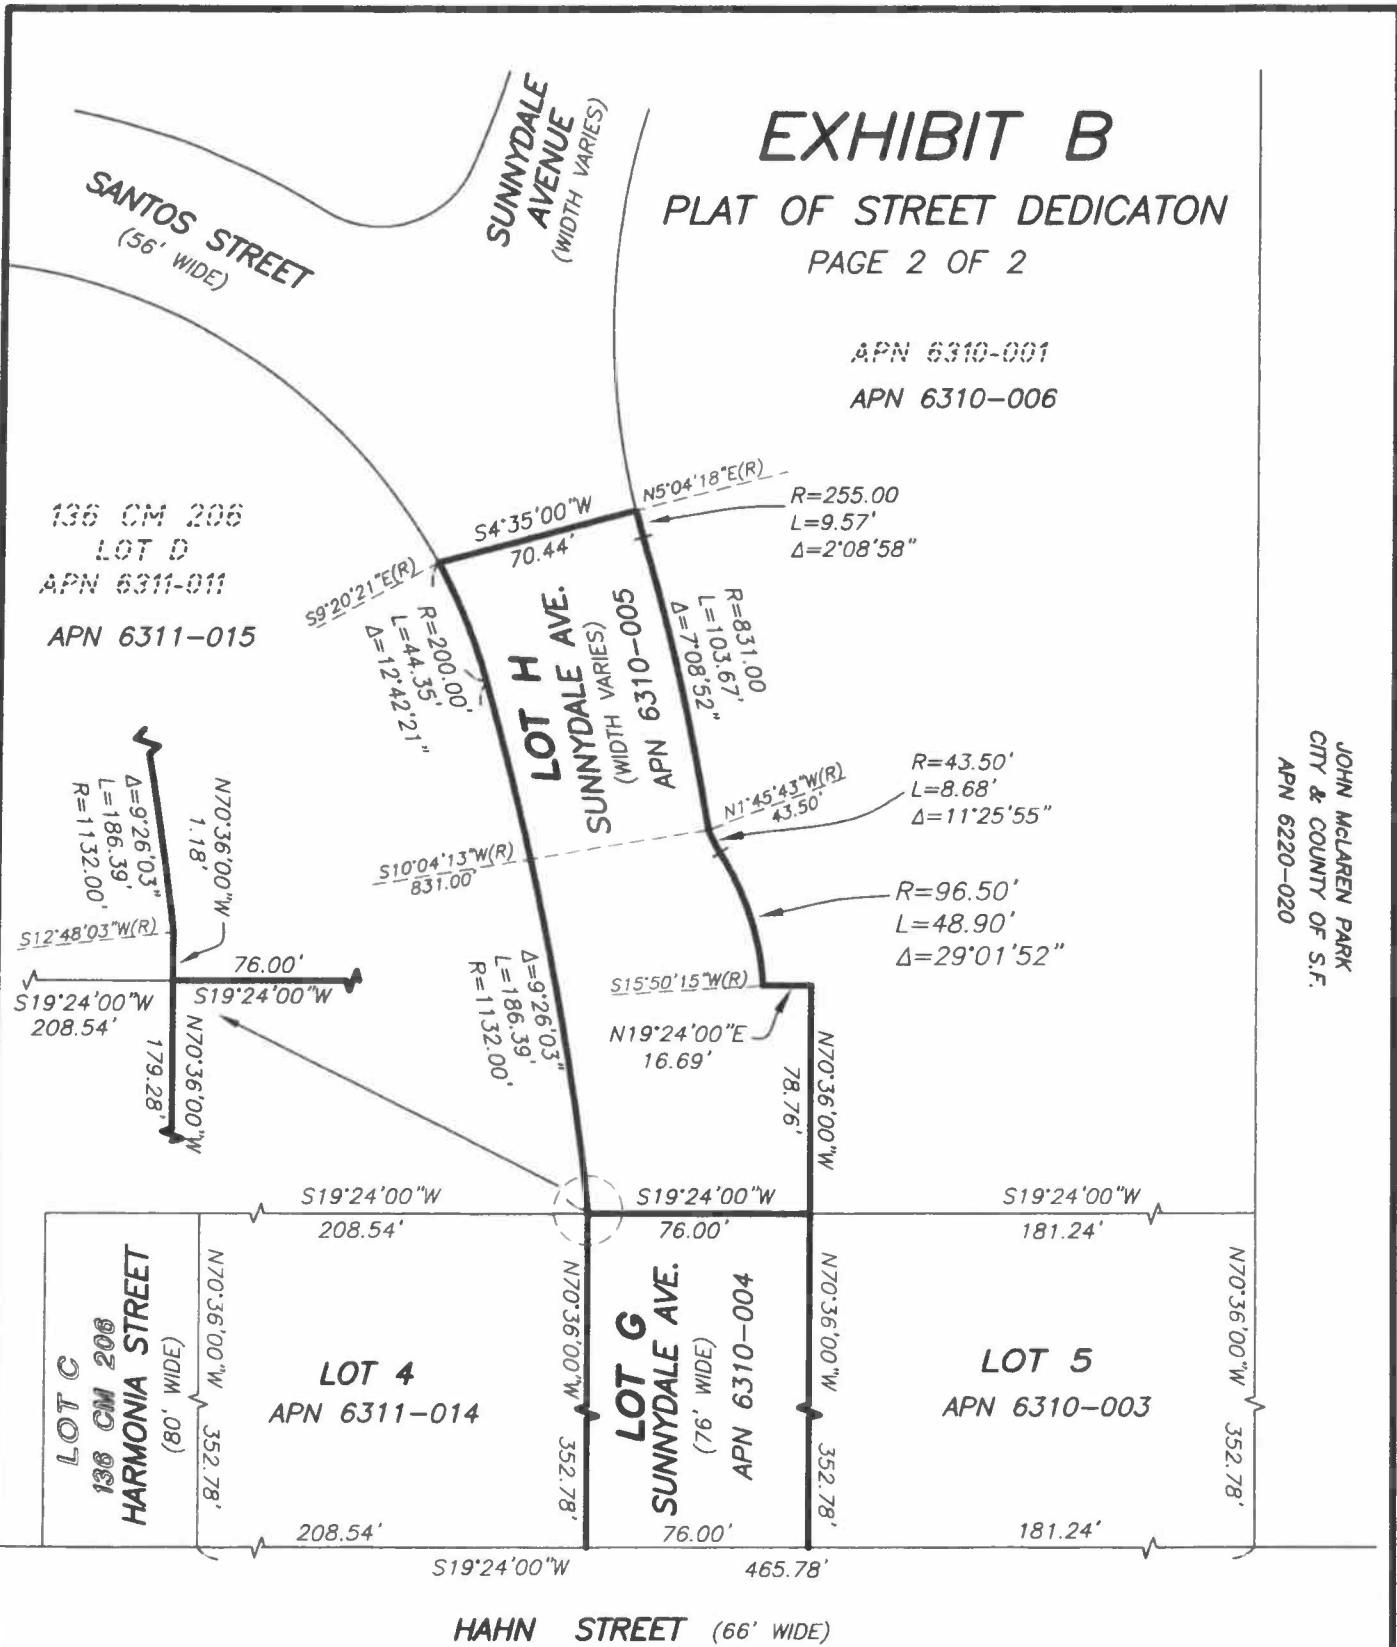 EXHIBIT B
PLAT OF STREET DEDICATON
PAGE 2 OF 2
SUNNYDALE
AVENUE
(WIDTH VARIES)
SANTOS STREET
(56' WIDE)
APN 6310-001
APN 6310-006
136 CM 206
LOT D
APN 6311-011
APN 6311-015
S4°35'00"W
70.44'
N5°04'18"E(R)
R=255.00
L=9.57'
Δ=2°08'58"
S9°20'21"E(R)
R=200.00'
L=44.35'
Δ=12°42'21"
LOT H
SUNNYDALE AVE.
(WIDTH VARIES)
APN 6310-005
R=831.00
L=103.67'
Δ=7°08'52"
N1°45'43"W(R)
43.50'
R=43.50'
L=8.68'
Δ=11°25'55"
S10°04'13"W(R)
831.00'
R=96.50'
L=48.90'
Δ=29°01'52"
JOHN McLAREN PARK
CITY & COUNTY OF S.F.
APN 6220-020
Δ=9°26'03"
L=186.39'
R=1132.00'
N70°36'00"W
1.18'
S12°48'03"W(R)
76.00'
S19°24'00"W
S19°24'00"W
208.54'
N70°36'00"W
179.28'
Δ=9°26'03"
L=186.39'
R=1132.00'
S15°50'15"W(R)
N19°24'00"E
16.69'
N70°36'00"W
78.76'
S19°24'00"W
208.54'
S19°24'00"W
76.00'
S19°24'00"W
181.24'
LOT C
136 CM 206
HARMONIA STREET
(80' WIDE)
N70°36'00"W 352.78'
LOT 4
APN 6311-014
N70°36'00"W 352.78'
LOT G
SUNNYDALE AVE.
(76' WIDE)
APN 6310-004
N70°36'00"W 352.78'
LOT 5
APN 6310-003
N70°36'00"W 352.78'
208.54'
76.00'
181.24'
S19°24'00"W
465.78'
HAHN STREET (66' WIDE)